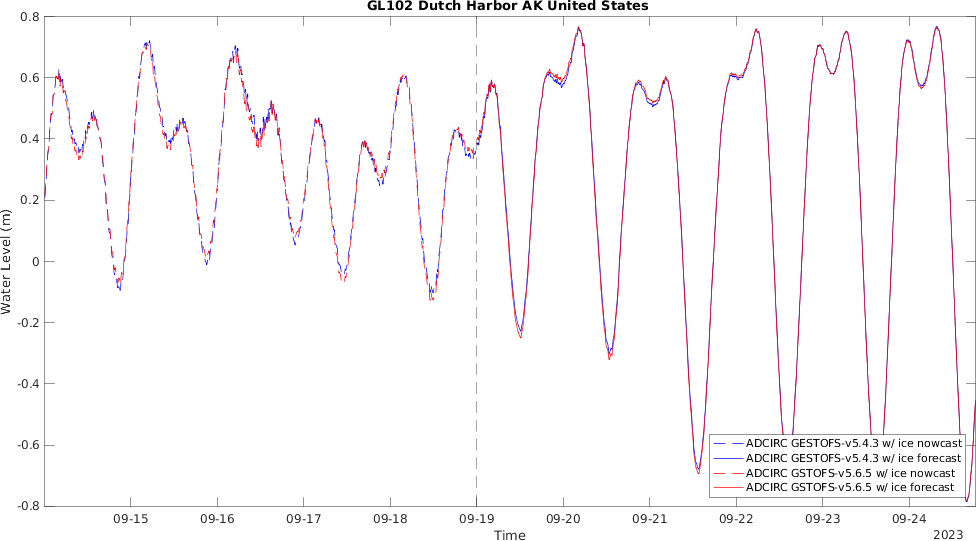 GL102 Dutch Harbor AK United States
0.8
0.6
0.4
0.2
0
-0.2
-0.4
-0.6
-0.8
Water Level (m)
ADCIRC GESTOFS-v5.4.3 w/ ice nowcast
ADCIRC GESTOFS-v5.4.3 w/ ice forecast
ADCIRC GSTOFS-v5.6.5 w/ ice nowcast
ADCIRC GSTOFS-v5.6.5 w/ ice forecast
09-15 09-16 09-17 09-18 09-19 09-20 09-21 09-22 09-23 09-24
Time
2023